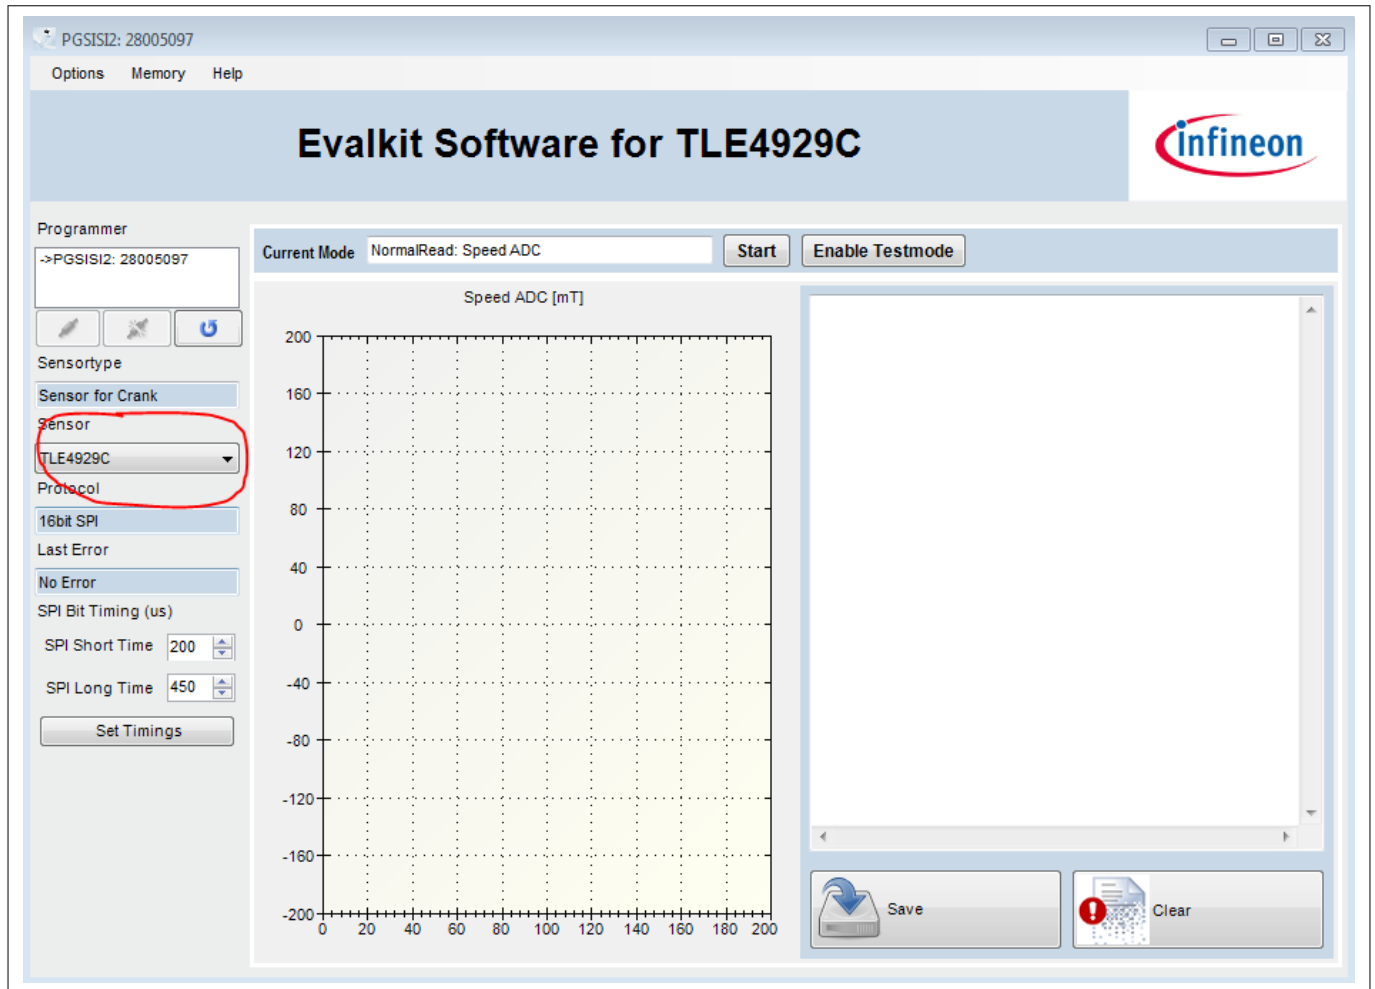 PGSISI2: 28005097
Options Memory Help
Evalkit Software for TLE4929C
infineon
Programmer
->PGSISI2: 28005097
Current Mode NormalRead: Speed ADC Start Enable Testmode
Sensortype
Sensor for Crank
Sensor
TLE4929C
Protocol
16bit SPI
Last Error
No Error
SPI Bit Timing (us)
SPI Short Time 200
SPI Long Time 450
Set Timings
Speed ADC [mT]
200
160
120
80
40
0
-40
-80
-120
-160
-200
0 20 40 60 80 100 120 140 160 180 200
Save
Clear